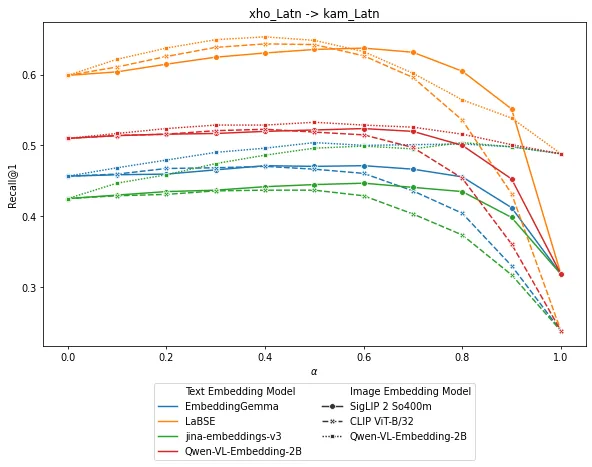 xho_Latn -> kam_Latn
Recall@1
0.6
0.5
0.4
0.3
0.0 0.2 0.4 0.6 0.8 1.0
α
Text Embedding Model Image Embedding Model
EmbeddingGemma SigLIP 2 So400m
LaBSE CLIP ViT-B/32
jina-embeddings-v3 Qwen-VL-Embedding-2B
Qwen-VL-Embedding-2B